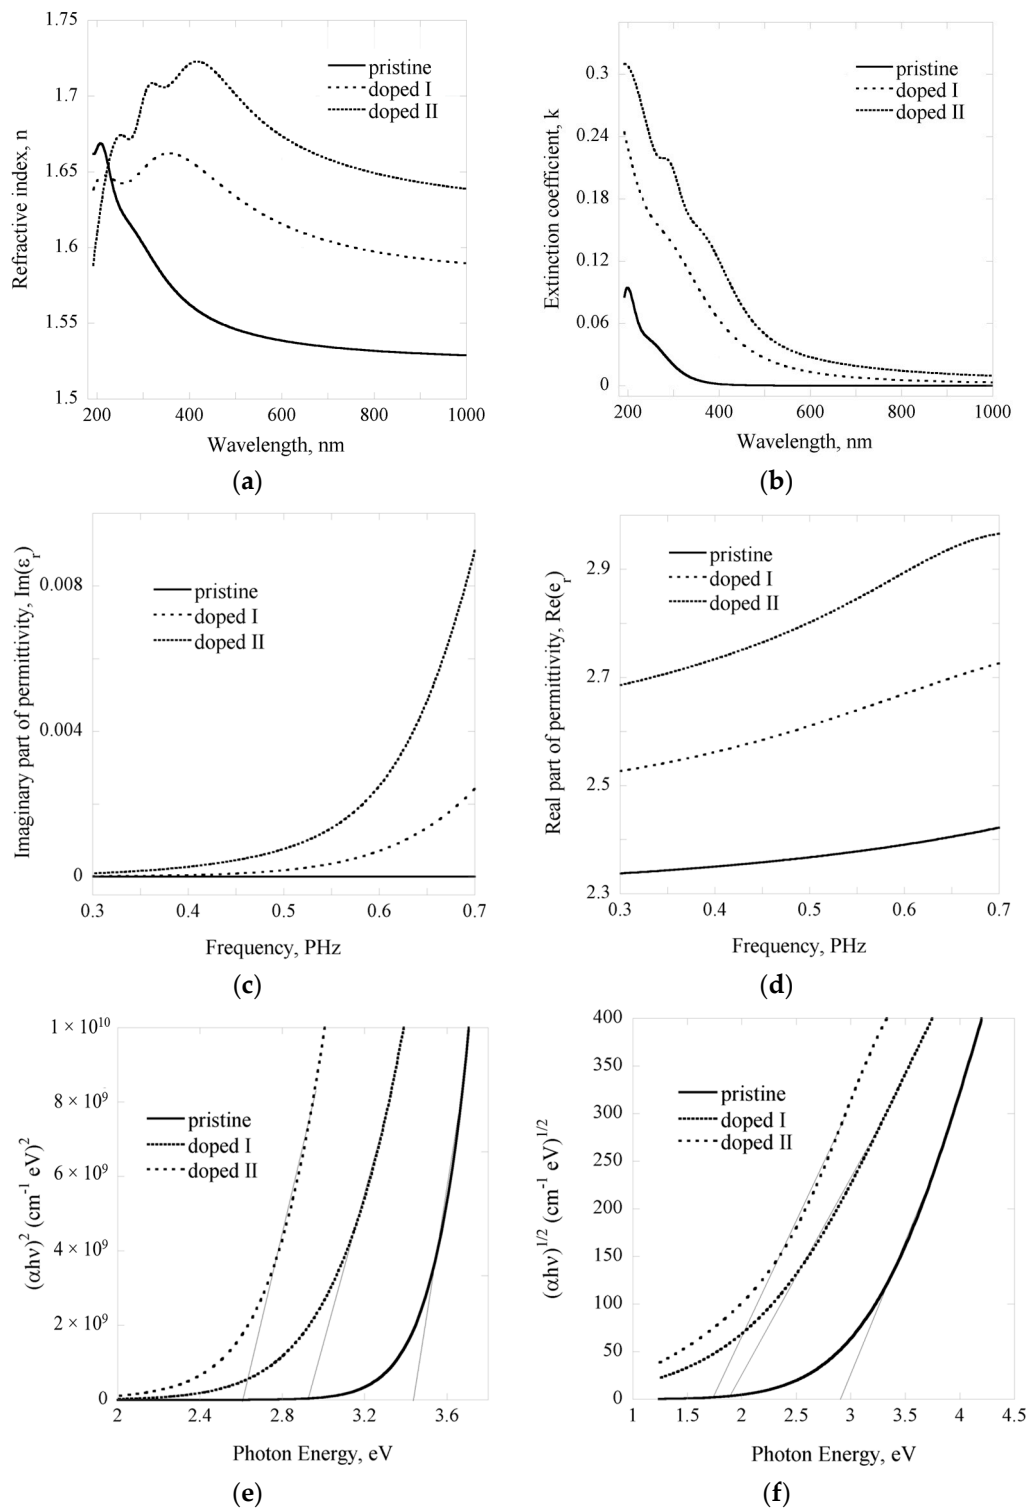 1.75
1.7
1.65
1.6
1.55
1.5
Refractive index, n
pristine
doped I
doped II
200
400
600
800
1000
Wavelength, nm
(a)
0.3
0.24
0.18
0.12
0.06
0
Extinction coefficient, k
pristine
doped I
doped II
200
400
600
800
1000
Wavelength, nm
(b)
0.008
0.004
0
Imaginary part of permittivity, Im(εr)
pristine
doped I
doped II
0.3
0.4
0.5
0.6
0.7
Frequency, PHz
(c)
2.9
2.7
2.5
2.3
Real part of permittivity, Re(er)
pristine
doped I
doped II
0.3
0.4
0.5
0.6
0.7
Frequency, PHz
(d)
1 × 10¹⁰
8 × 10⁹
6 × 10⁹
4 × 10⁹
2 × 10⁹
0
(αhν)² (cm⁻¹ eV)²
pristine
doped I
doped II
2
2.4
2.8
3.2
3.6
Photon Energy, eV
(e)
400
350
300
250
200
150
100
50
0
(αhν)^1/2 (cm⁻¹ eV)^1/2
pristine
doped I
doped II
1
1.5
2
2.5
3
3.5
4
4.5
Photon Energy, eV
(f)